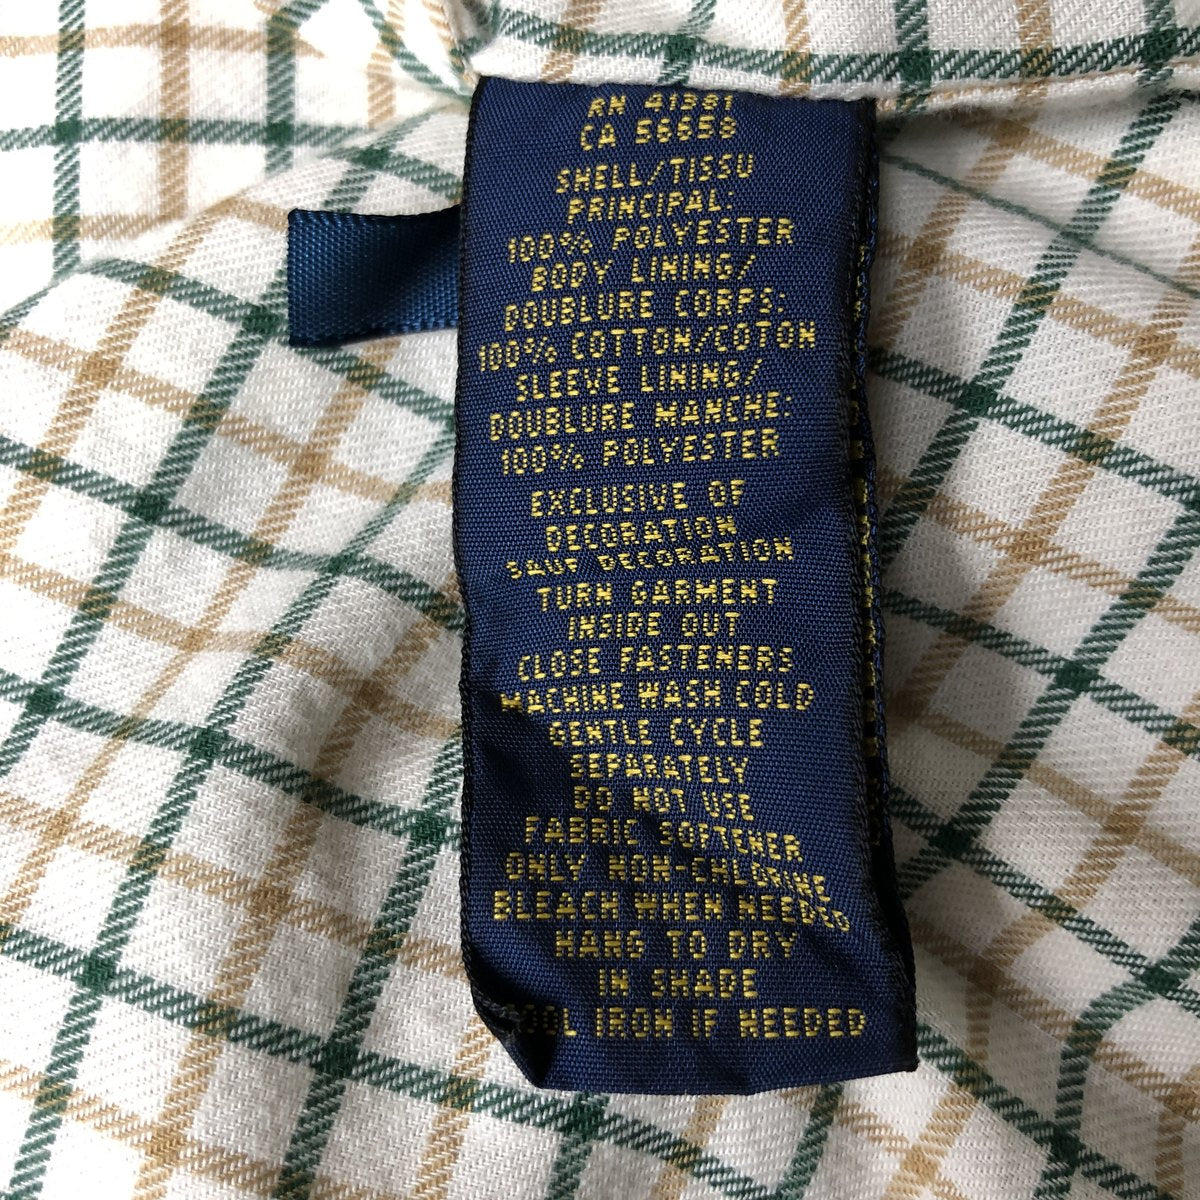 RN 41381
CA 56658
SHELL/TISSU
PRINCIPAL:
100% POLYESTER
BODY LINING/
DOUBLURE CORPS:
100% COTTON/COTON
SLEEVE LINING/
DOUBLURE MANCHE:
100% POLYESTER
EXCLUSIVE OF
DECORATION
SAUF DECORATION
TURN GARMENT
INSIDE OUT
CLOSE FASTENERS
MACHINE WASH COLD
GENTLE CYCLE
SEPARATELY
DO NOT USE
FABRIC SOFTENER
ONLY NON-CHLORINE
BLEACH WHEN NEEDED
HANG TO DRY
IN SHADE
COOL IRON IF NEEDED